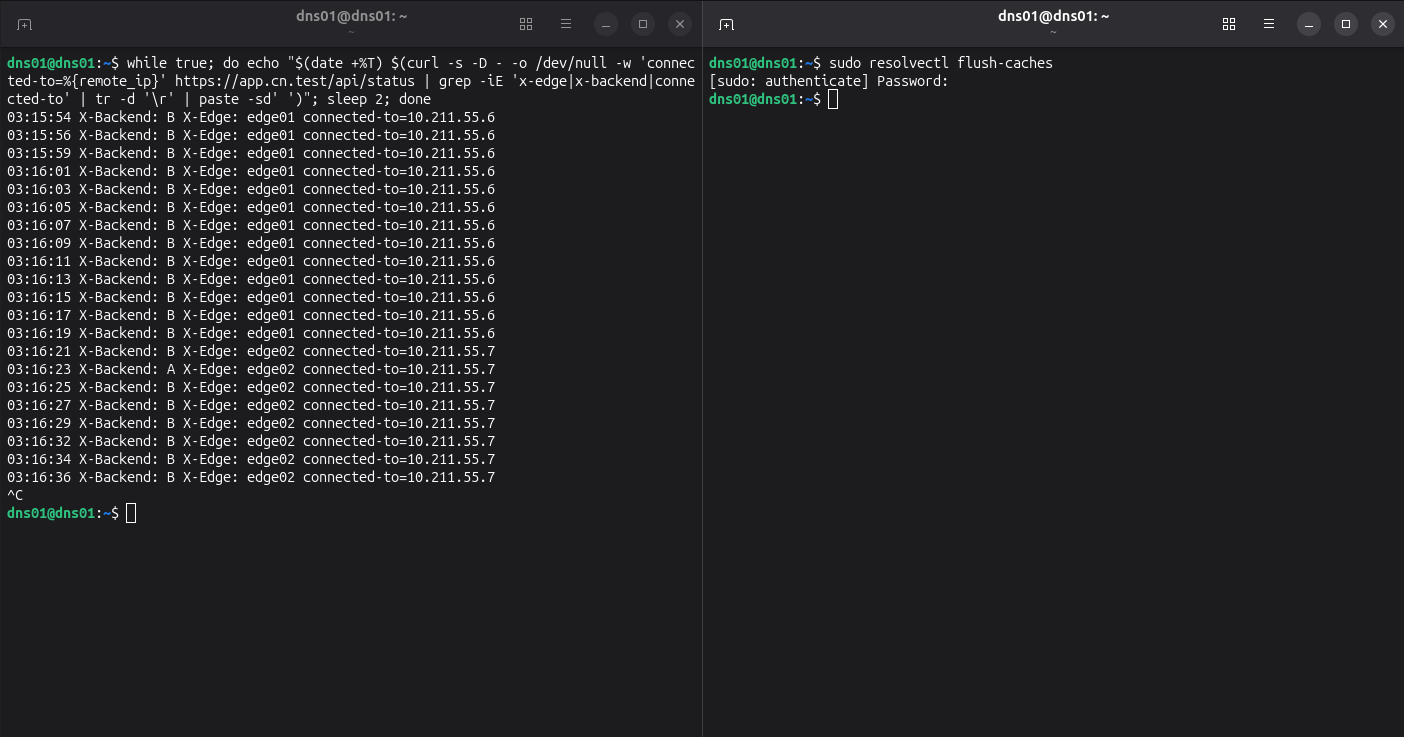 dns01@dns01: ~
~
dns01@dns01:~$ while true; do echo "$(date +%T) $(curl -s -D - -o /dev/null -w 'connec
ted-to=%{remote_ip}' https://app.cn.test/api/status | grep -iE 'x-edge|x-backend|conne
cted-to' | tr -d '\r' | paste -sd' ')"; sleep 2; done
03:15:54 X-Backend: B X-Edge: edge01 connected-to=10.211.55.6
03:15:56 X-Backend: B X-Edge: edge01 connected-to=10.211.55.6
03:15:59 X-Backend: B X-Edge: edge01 connected-to=10.211.55.6
03:16:01 X-Backend: B X-Edge: edge01 connected-to=10.211.55.6
03:16:03 X-Backend: B X-Edge: edge01 connected-to=10.211.55.6
03:16:05 X-Backend: B X-Edge: edge01 connected-to=10.211.55.6
03:16:07 X-Backend: B X-Edge: edge01 connected-to=10.211.55.6
03:16:09 X-Backend: B X-Edge: edge01 connected-to=10.211.55.6
03:16:11 X-Backend: B X-Edge: edge01 connected-to=10.211.55.6
03:16:13 X-Backend: B X-Edge: edge01 connected-to=10.211.55.6
03:16:15 X-Backend: B X-Edge: edge01 connected-to=10.211.55.6
03:16:17 X-Backend: B X-Edge: edge01 connected-to=10.211.55.6
03:16:19 X-Backend: B X-Edge: edge01 connected-to=10.211.55.6
03:16:21 X-Backend: B X-Edge: edge02 connected-to=10.211.55.7
03:16:23 X-Backend: A X-Edge: edge02 connected-to=10.211.55.7
03:16:25 X-Backend: B X-Edge: edge02 connected-to=10.211.55.7
03:16:27 X-Backend: B X-Edge: edge02 connected-to=10.211.55.7
03:16:29 X-Backend: B X-Edge: edge02 connected-to=10.211.55.7
03:16:32 X-Backend: B X-Edge: edge02 connected-to=10.211.55.7
03:16:34 X-Backend: B X-Edge: edge02 connected-to=10.211.55.7
03:16:36 X-Backend: B X-Edge: edge02 connected-to=10.211.55.7
^C
dns01@dns01:~$
dns01@dns01: ~
~
dns01@dns01:~$ sudo resolvectl flush-caches
[sudo: authenticate] Password:
dns01@dns01:~$